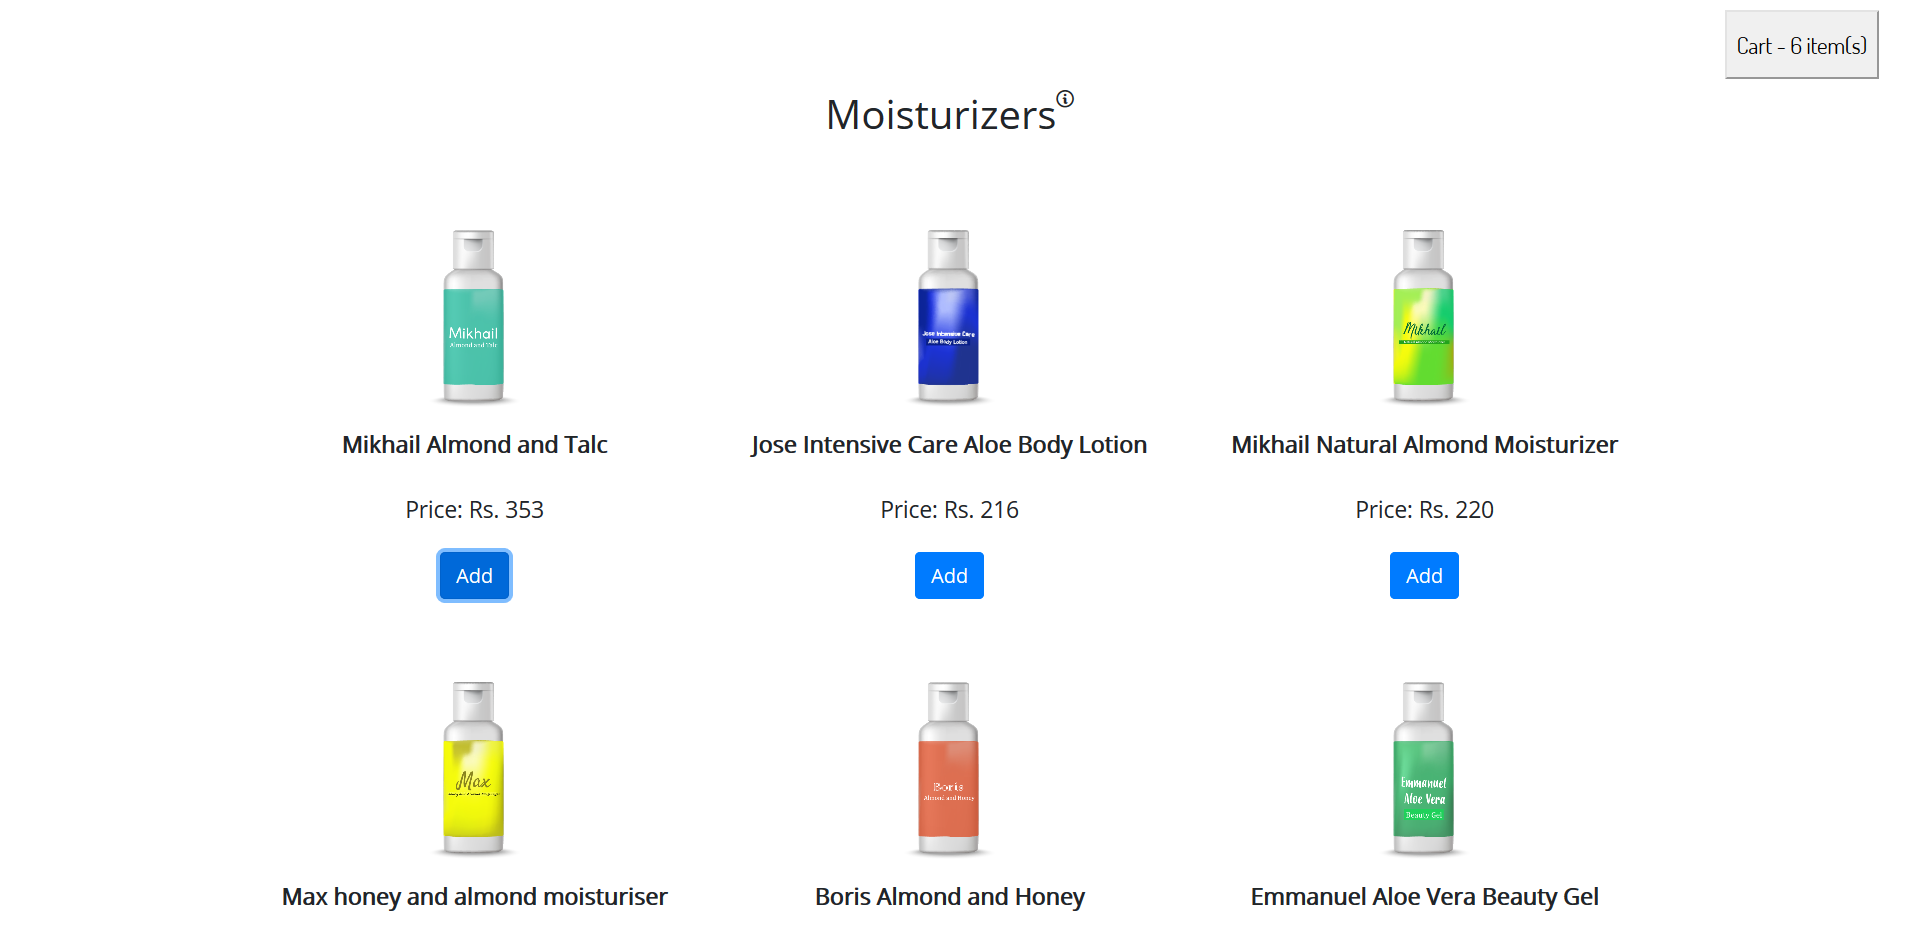 Cart - 6 item(s)
Moisturizers
Mikhail
Almond and Talc
Jose Intensive Care
Aloe Body Lotion
Mikhail
Mikhail Almond and Talc
Jose Intensive Care Aloe Body Lotion
Mikhail Natural Almond Moisturizer
Price: Rs. 353
Price: Rs. 216
Price: Rs. 220
Add
Add
Add
Max
Boris
Almond and Honey
Emmanuel
Aloe Vera
Beauty Gel
Max honey and almond moisturiser
Boris Almond and Honey
Emmanuel Aloe Vera Beauty Gel